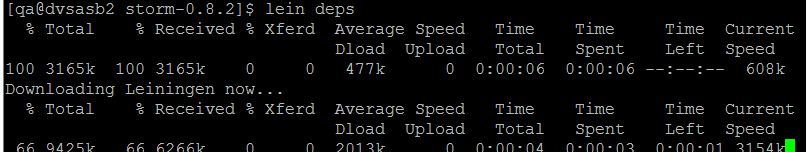 [qa@dvsasb2 storm-0.8.2]$ lein deps
% Total % Received % Xferd Average Speed Time Time Time Current
Dload Upload Total Spent Left Speed
100 3165k 100 3165k 0 0 477k 0 0:00:06 0:00:06 --:--:-- 608k
Downloading Leiningen now...
% Total % Received % Xferd Average Speed Time Time Time Current
Dload Upload Total Spent Left Speed
66 9425k 66 6266k 0 0 2013k 0 0:00:04 0:00:03 0:00:01 3154k